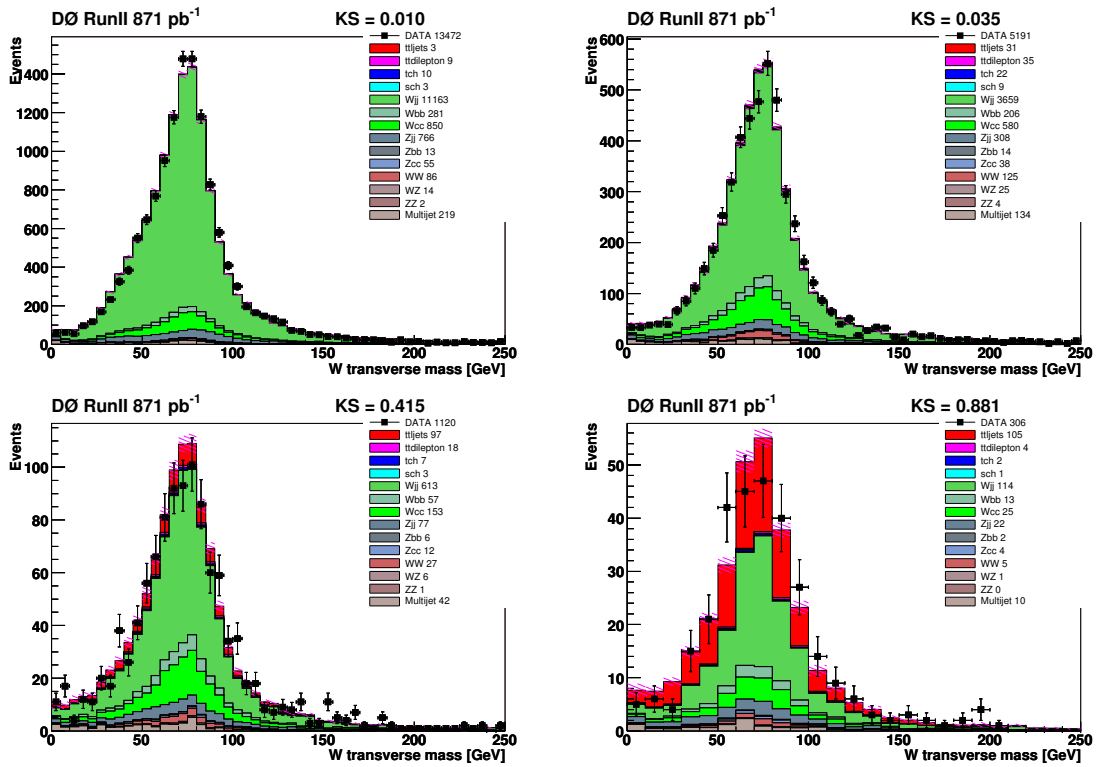 DØ RunII 871 pb⁻¹ KS = 0.010
Events
1400
1200
1000
800
600
400
200
0
0 50 100 150 200 250
W transverse mass [GeV]
DATA 13472
ttljets 3
ttdilepton 9
tch 10
sch 3
Wjj 11163
Wbb 281
Wcc 850
Zjj 766
Zbb 13
Zcc 55
WW 86
WZ 14
ZZ 2
Multijet 219
DØ RunII 871 pb⁻¹ KS = 0.035
Events
600
500
400
300
200
100
0
0 50 100 150 200 250
W transverse mass [GeV]
DATA 5191
ttljets 31
ttdilepton 35
tch 22
sch 9
Wjj 3659
Wbb 206
Wcc 580
Zjj 308
Zbb 14
Zcc 38
WW 125
WZ 25
ZZ 4
Multijet 134
DØ RunII 871 pb⁻¹ KS = 0.415
Events
100
80
60
40
20
0
0 50 100 150 200 250
W transverse mass [GeV]
DATA 1120
ttljets 97
ttdilepton 18
tch 7
sch 3
Wjj 613
Wbb 57
Wcc 153
Zjj 77
Zbb 6
Zcc 12
WW 27
WZ 6
ZZ 1
Multijet 42
DØ RunII 871 pb⁻¹ KS = 0.881
Events
50
40
30
20
10
0
0 50 100 150 200 250
W transverse mass [GeV]
DATA 306
ttljets 105
ttdilepton 4
tch 2
sch 1
Wjj 114
Wbb 13
Wcc 25
Zjj 22
Zbb 2
Zcc 4
WW 5
WZ 1
ZZ 0
Multijet 10